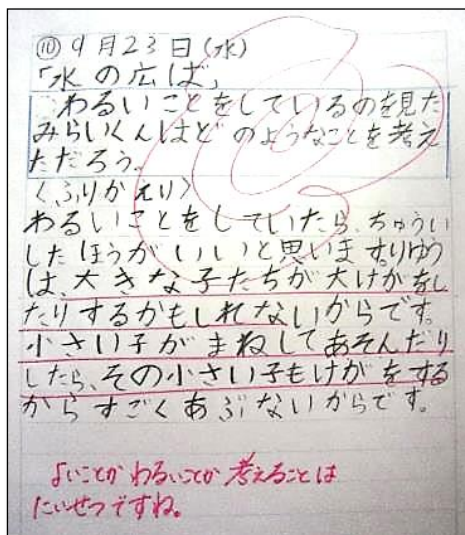 ⑩ 9月23日(水)
「水の広ば」
わるいことをしているのを見た
みらいくんはどのようなことを考え
ただろう。
<ふりかえり>
わるいことをしていたら、ちゅうい
したほうがいいと思います。りゆう
は、大きな子たちが大けがをし
たりするかもしれないからです。
小さい子がまねしてあそんだり
したら、その小さい子もけがをする
からすごくあぶないからです。
よいことかわるいことか考えることは
たいせつですね。